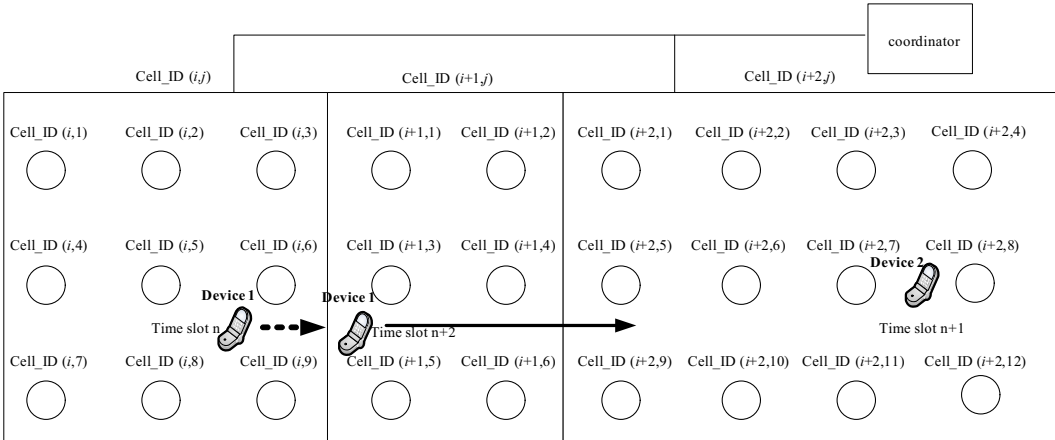 coordinator
Cell_ID (i,j)
Cell_ID (i+1,j)
Cell_ID (i+2,j)
Cell_ID (i,1)
Cell_ID (i,2)
Cell_ID (i,3)
Cell_ID (i+1,1)
Cell_ID (i+1,2)
Cell_ID (i+2,1)
Cell_ID (i+2,2)
Cell_ID (i+2,3)
Cell_ID (i+2,4)
Cell_ID (i,4)
Cell_ID (i,5)
Cell_ID (i,6)
Cell_ID (i+1,3)
Cell_ID (i+1,4)
Cell_ID (i+2,5)
Cell_ID (i+2,6)
Cell_ID (i+2,7)
Cell_ID (i+2,8)
Device 2
Device 1
Device 1
Time slot n
Time slot n+2
Time slot n+1
Cell_ID (i,7)
Cell_ID (i,8)
Cell_ID (i,9)
Cell_ID (i+1,5)
Cell_ID (i+1,6)
Cell_ID (i+2,9)
Cell_ID (i+2,10)
Cell_ID (i+2,11)
Cell_ID (i+2,12)